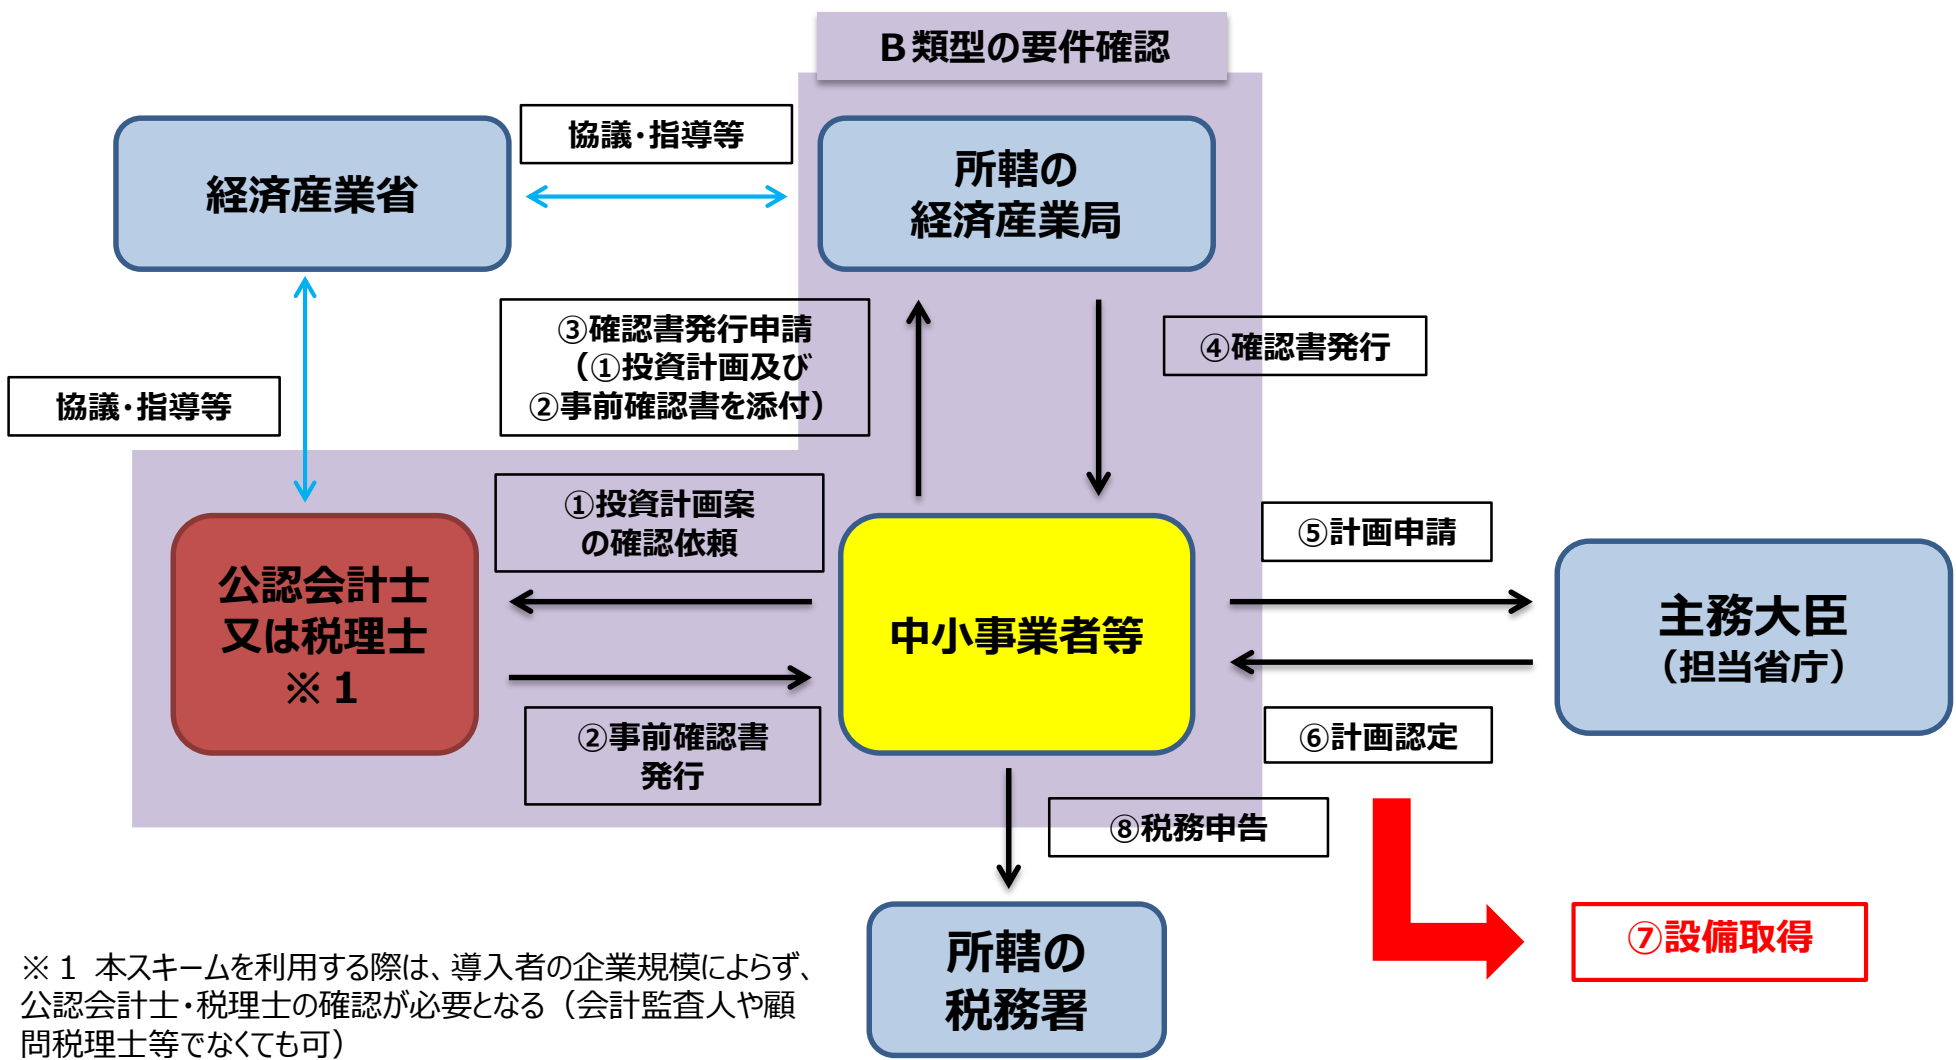 B類型の要件確認
協議・指導等
経済産業省
所轄の
経済産業局
③確認書発行申請
（①投資計画及び
②事前確認書を添付）
④確認書発行
協議・指導等
①投資計画案
の確認依頼
⑤計画申請
公認会計士
又は税理士
※1
中小事業者等
主務大臣
（担当省庁）
②事前確認書
発行
⑥計画認定
⑧税務申告
⑦設備取得
所轄の
税務署
※1 本スキームを利用する際は、導入者の企業規模によらず、
公認会計士・税理士の確認が必要となる（会計監査人や顧
問税理士等でなくても可）